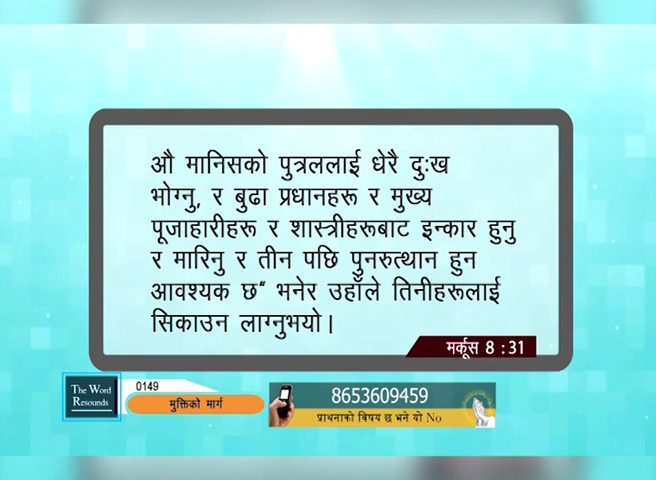 औ मानिसको पुत्रललाई धेरै दुःख
भोग्नु, र बुढा प्रधानहरू र मुख्य
पूजाहारीहरू र शास्त्रीहरूबाट इन्कार हुनु
र मारिनु र तीन पछि पुनरुत्थान हुन
आवश्यक छ“ भनेर उहाँले तिनीहरूलाई
सिकाउन लाग्नुभयो।
मर्कूस 8 : 31
The Word
Resounds
0149
मुक्तिको मार्ग
8653609459
प्राथनाको विषय छ भने यो No